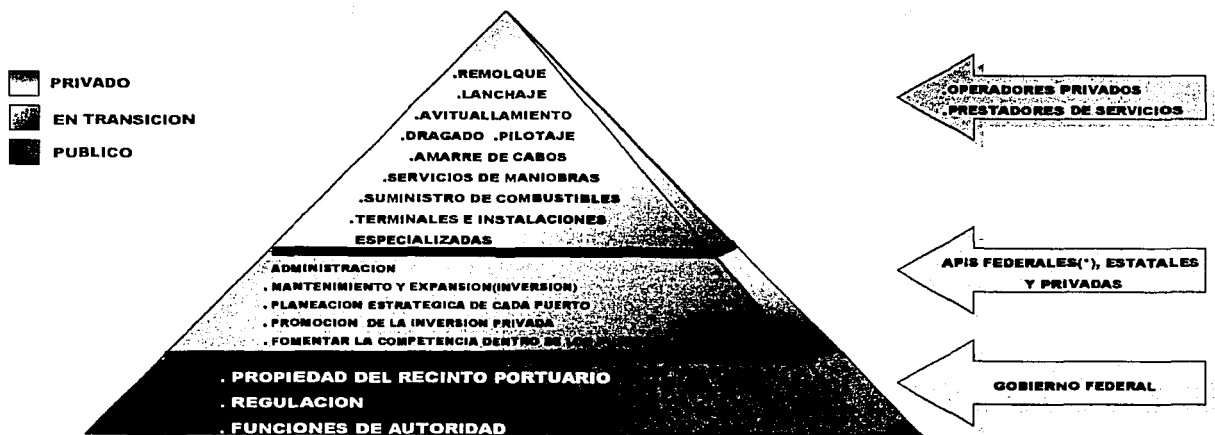 PRIVADO
EN TRANSICION
PUBLICO
.REMOLQUE
.LANCHAJE
.AVITUALLAMIENTO
.DRAGADO .PILOTAJE
.AMARRE DE CABOS
.SERVICIOS DE MANIOBRAS
.SUMINISTRO DE COMBUSTIBLES
.TERMINALES E INSTALACIONES
ESPECIALIZADAS
. ADMINISTRACION
. MANTENIMIENTO Y EXPANSION(INVERSION)
. PLANEACION ESTRATEGICA DE CADA PUERTO
. PROMOCION DE LA INVERSION PRIVADA
. FOMENTAR LA COMPETENCIA DENTRO DE LOS
. PROPIEDAD DEL RECINTO PORTUARIO
. REGULACION
. FUNCIONES DE AUTORIDAD
.OPERADORES PRIVADOS
.PRESTADORES DE SERVICIOS
APIS FEDERALES(*), ESTATALES
Y PRIVADAS
GOBIERNO FEDERAL